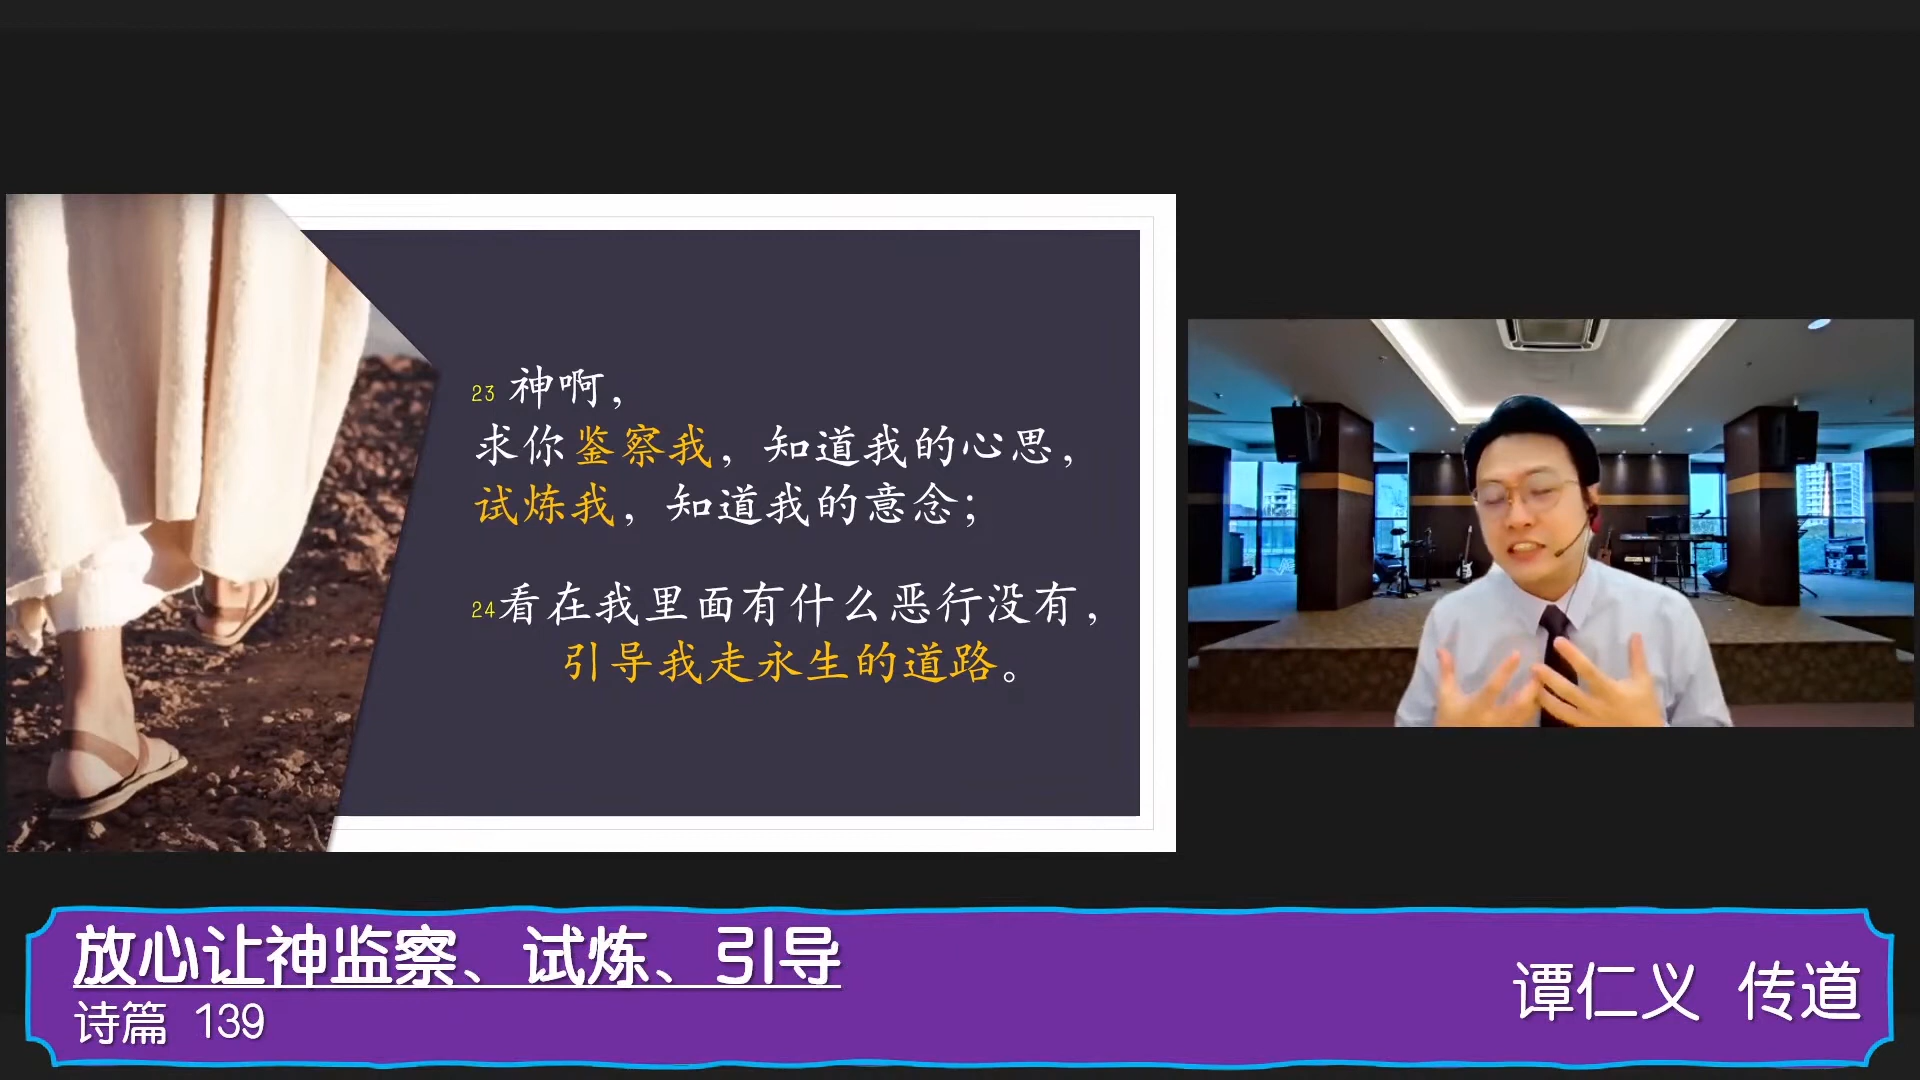 23 神啊，
求你鉴察我，知道我的心思，
试炼我，知道我的意念；
24看在我里面有什么恶行没有，
引导我走永生的道路。
放心让神监察、试炼、引导
诗篇 139
谭仁义 传道